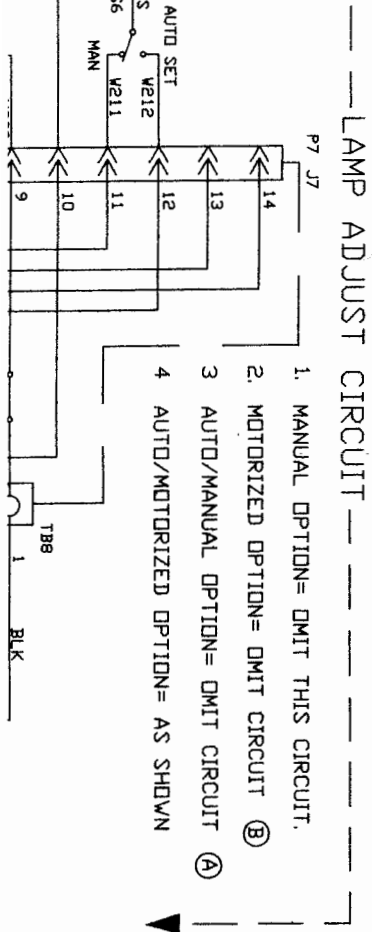 LAMP ADJUST CIRCUIT
1. MANUAL OPTION= OMIT THIS CIRCUIT.
2. MOTORIZED OPTION= OMIT CIRCUIT B
3 AUTO/MANUAL OPTION= OMIT CIRCUIT A
4 AUTO/MOTORIZED OPTION= AS SHOWN
P7 J7
14
13
12
11
10
9
AUTO SET
W212
W211
MAN
S
S6
TB8
1
BLK